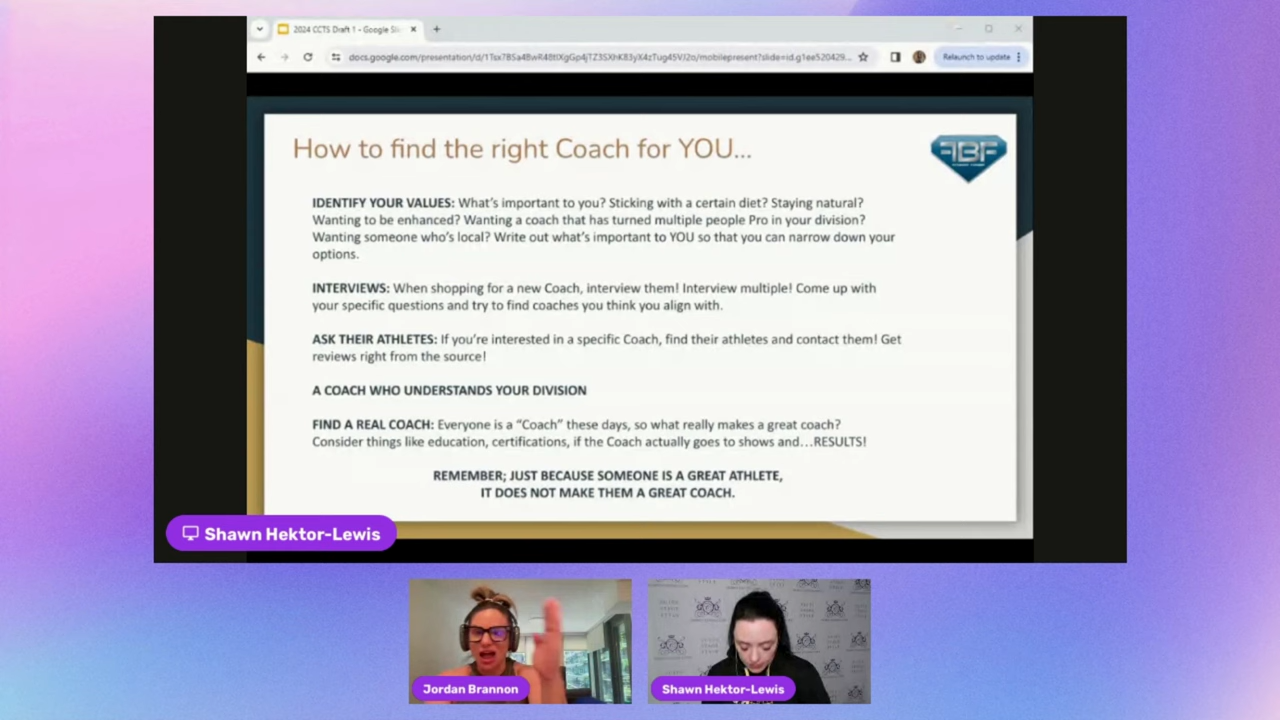 2024 CCTS Draft 1 - Google Sli
Relaunch to update
How to find the right Coach for YOU...
FBF
IDENTIFY YOUR VALUES: What's important to you? Sticking with a certain diet? Staying natural?
Wanting to be enhanced? Wanting a coach that has turned multiple people Pro in your division?
Wanting someone who's local? Write out what's important to YOU so that you can narrow down your
options.
INTERVIEWS: When shopping for a new Coach, interview them! Interview multiple! Come up with
your specific questions and try to find coaches you think you align with.
ASK THEIR ATHLETES: If you're interested in a specific Coach, find their athletes and contact them! Get
reviews right from the source!
A COACH WHO UNDERSTANDS YOUR DIVISION
FIND A REAL COACH: Everyone is a “Coach” these days, so what really makes a great coach?
Consider things like education, certifications, if the Coach actually goes to shows and...RESULTS!
REMEMBER; JUST BECAUSE SOMEONE IS A GREAT ATHLETE,
IT DOES NOT MAKE THEM A GREAT COACH.
Shawn Hektor-Lewis
Jordan Brannon
Shawn Hektor-Lewis